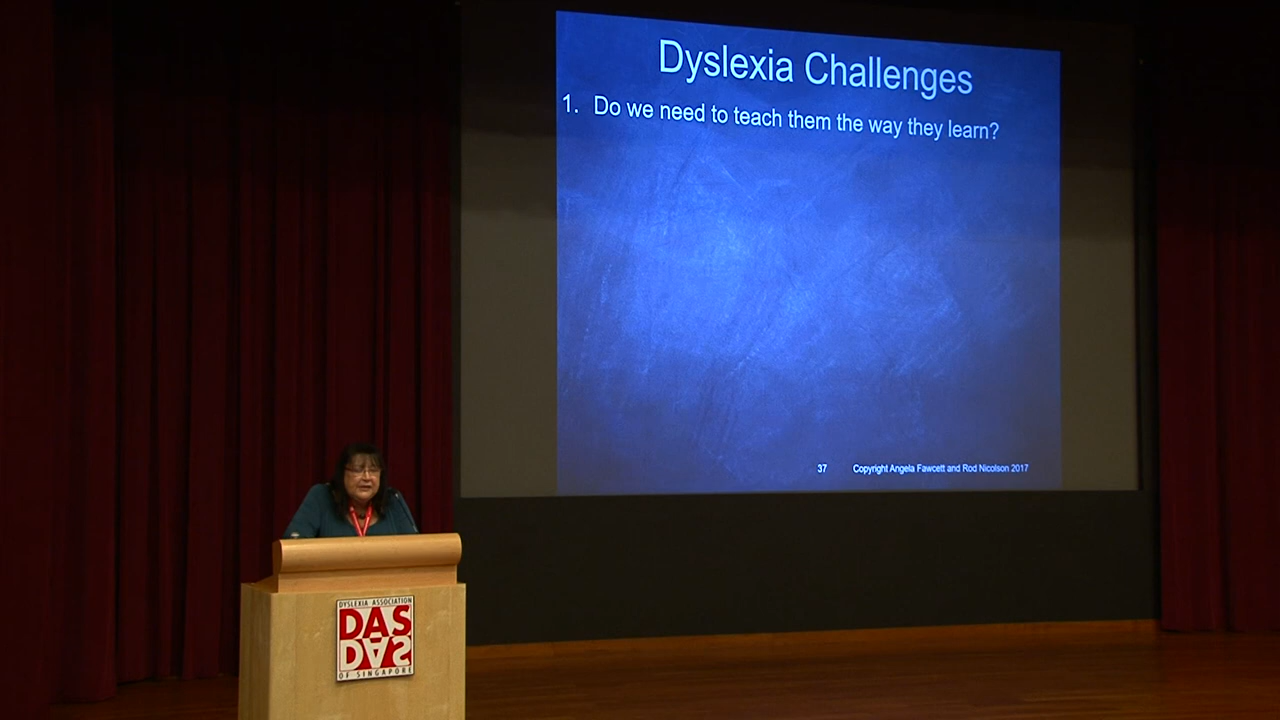 Dyslexia Challenges
1. Do we need to teach them the way they learn?
37 Copyright Angela Fawcett and Rod Nicolson 2017
DYSLEXIA ASSOCIATION
DAS
DAS
OF SINGAPORE